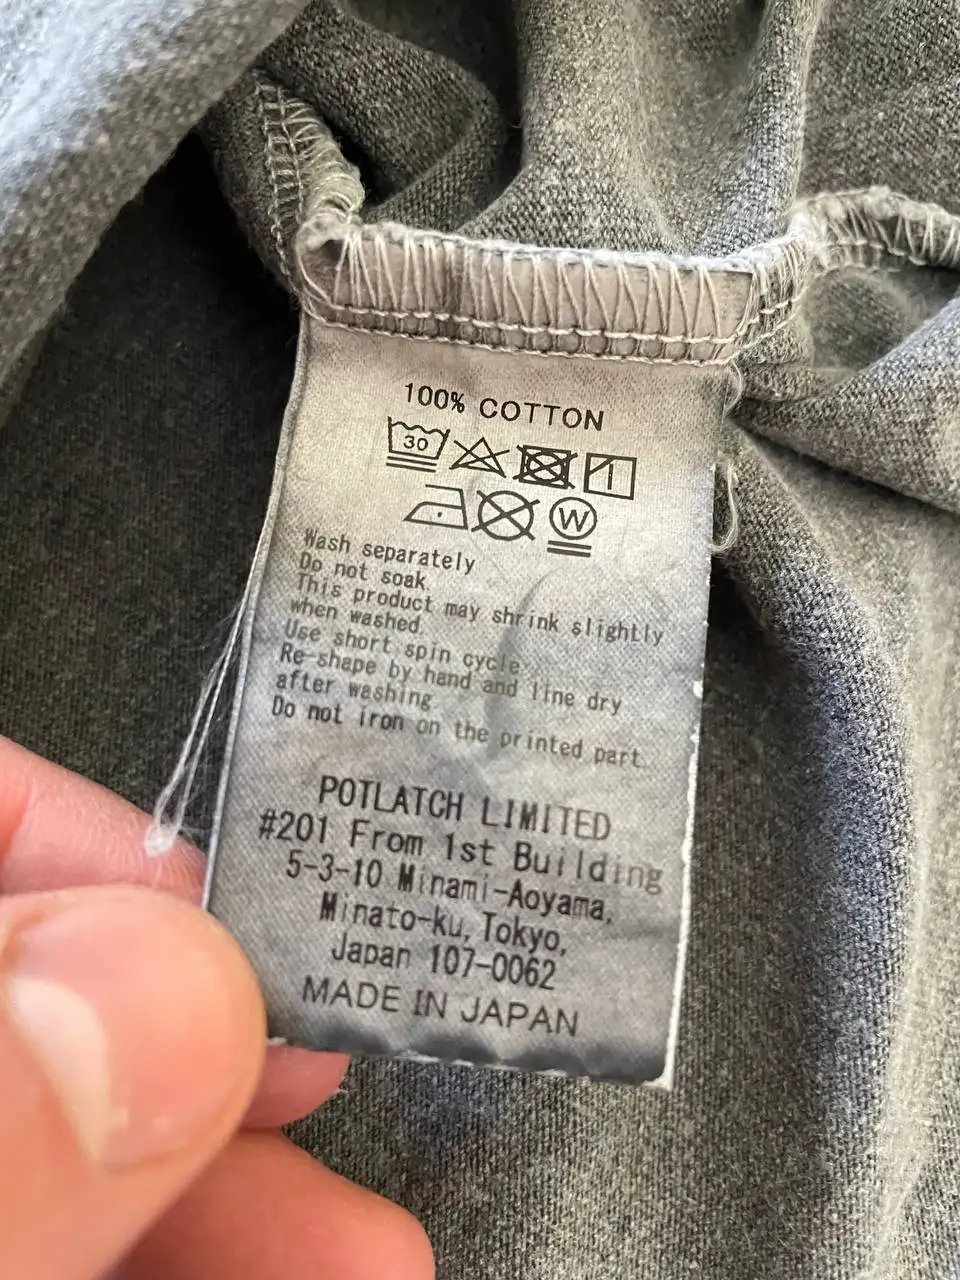 100% COTTON
30
W
Wash separately
Do not soak.
This product may shrink slightly
when washed.
Use short spin cycle.
Re-shape by hand and line dry
after washing.
Do not iron on the printed part.
POTLATCH LIMITED
#201 From 1st Building
5-3-10 Minami-Aoyama,
Minato-ku, Tokyo,
Japan 107-0062
MADE IN JAPAN